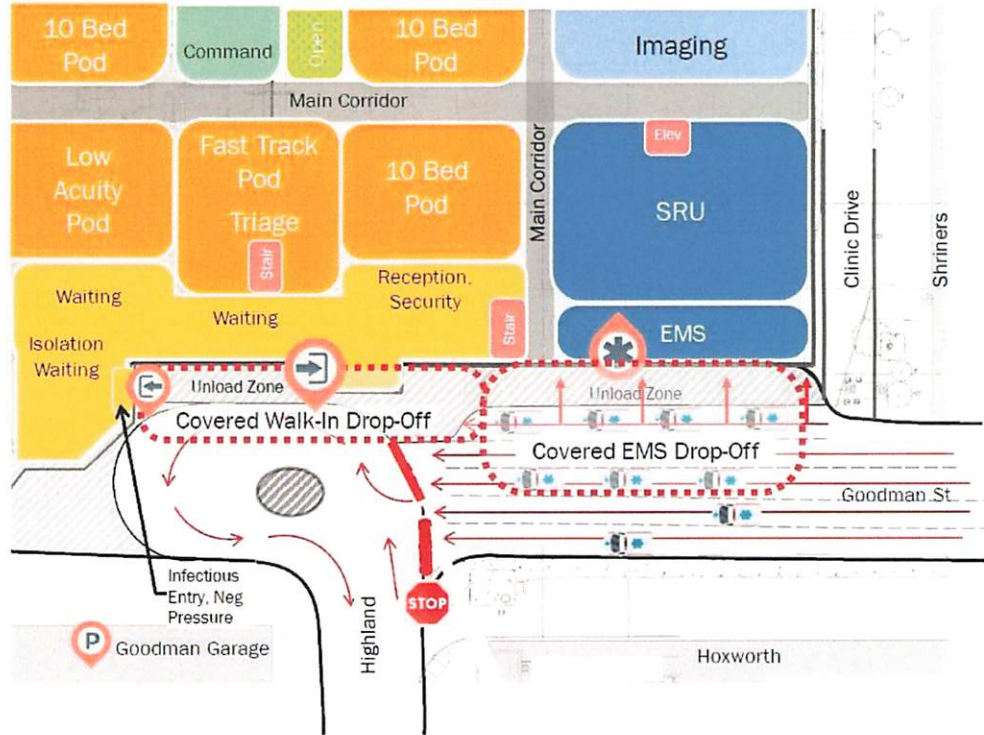 10 Bed
Pod
Command
Open
10 Bed
Pod
Imaging
Main Corridor
Low
Acuity
Pod
Fast Track
Pod
Triage
Stair
10 Bed
Pod
Main Corridor
Elev
SRU
Clinic Drive
Shriners
Waiting
Isolation
Waiting
Waiting
Reception,
Security
Stair
EMS
Unload Zone
Covered Walk-In Drop-Off
Unload Zone
Covered EMS Drop-Off
Goodman St
Infectious
Entry, Neg
Pressure
STOP
P
Goodman Garage
Highland
Hoxworth